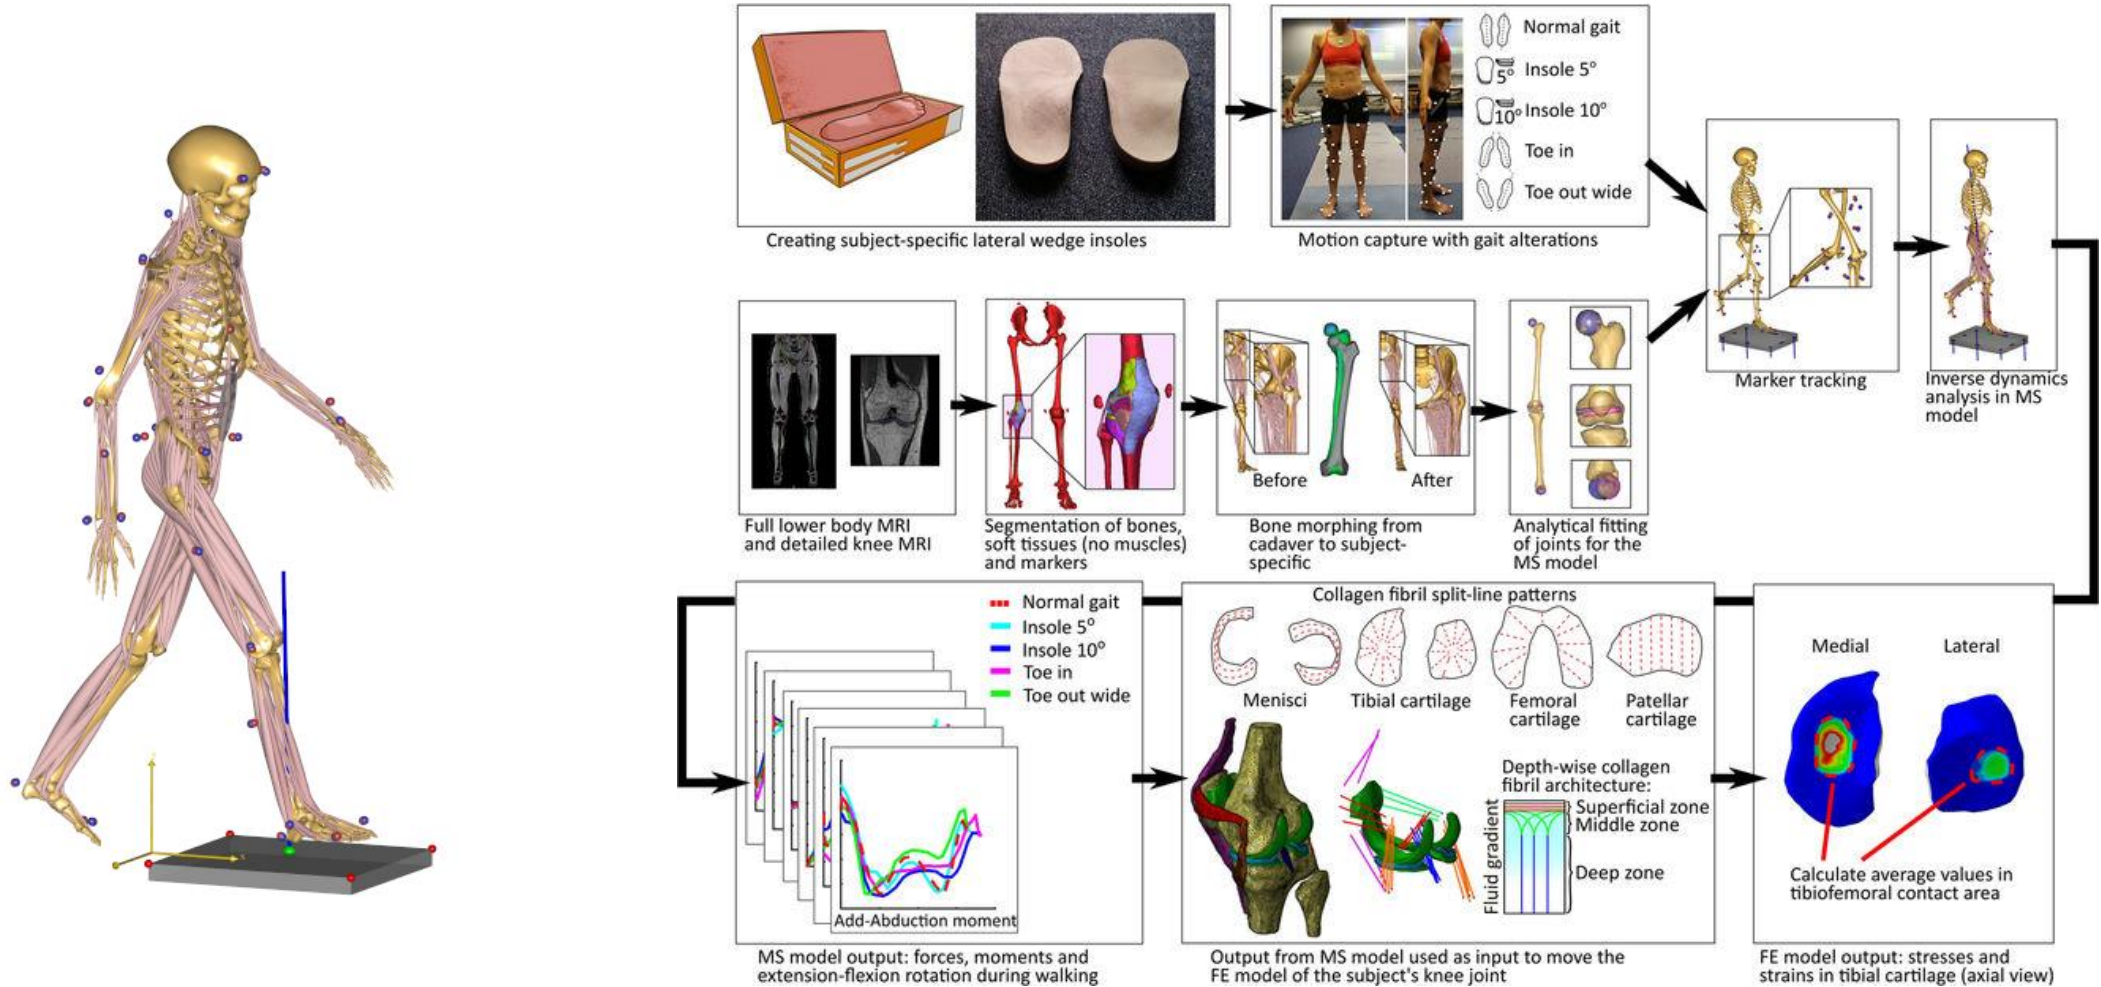 Normal gait
Insole 5°
5°
Insole 10°
10°
Toe in
Toe out wide
Creating subject-specific lateral wedge insoles
Motion capture with gait alterations
Marker tracking
Inverse dynamics
analysis in MS
model
Before
After
Full lower body MRI
and detailed knee MRI
Segmentation of bones,
soft tissues (no muscles)
and markers
Bone morphing from
cadaver to subject-
specific
Analytical fitting
of joints for the
MS model
Normal gait
Insole 5°
Insole 10°
Toe in
Toe out wide
Add-Abduction moment
MS model output: forces, moments and
extension-flexion rotation during walking
Collagen fibril split-line patterns
Menisci
Tibial cartilage
Femoral
cartilage
Patellar
cartilage
Depth-wise collagen
fibril architecture:
Superficial zone
Middle zone
Deep zone
Fluid gradient
Output from MS model used as input to move the
FE model of the subject's knee joint
Medial
Lateral
Calculate average values in
tibiofemoral contact area
FE model output: stresses and
strains in tibial cartilage (axial view)